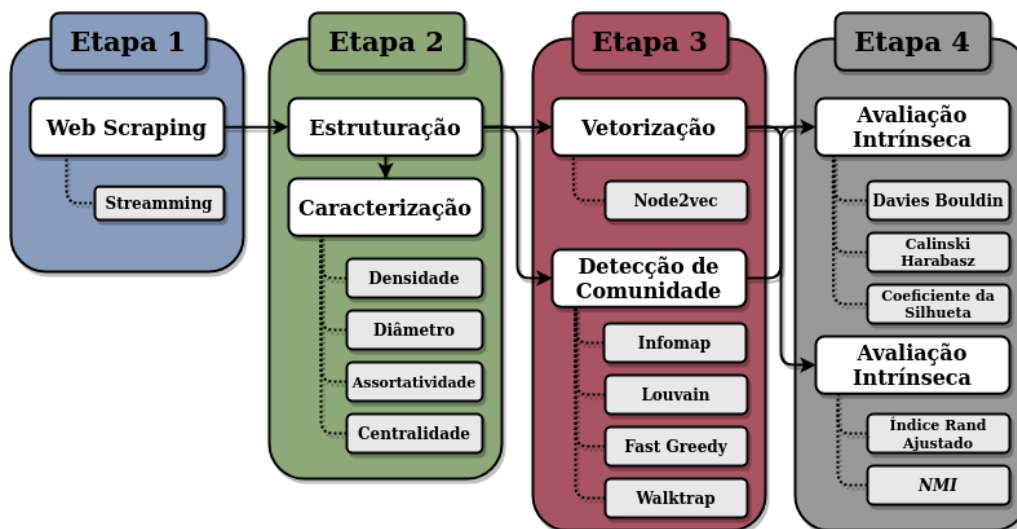 Etapa 1
Web Scraping
Streamming
Etapa 2
Estruturação
Caracterização
Densidade
Diâmetro
Assortatividade
Centralidade
Etapa 3
Vetorização
Node2vec
Detecção de
Comunidade
Infomap
Louvain
Fast Greedy
Walktrap
Etapa 4
Avaliação
Intrínseca
Davies Bouldin
Calinski
Harabasz
Coeficiente da
Silhueta
Avaliação
Intrínseca
Índice Rand
Ajustado
NMI